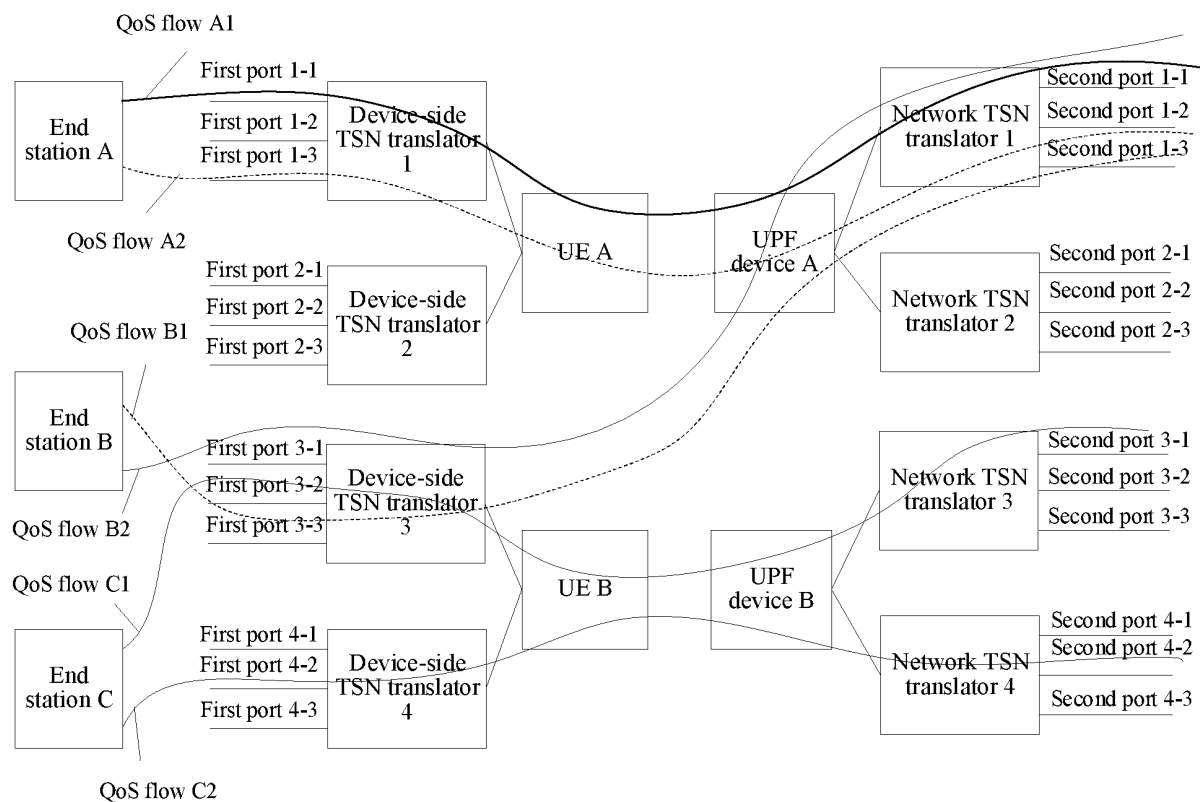 QoS flow A1
First port 1-1
First port 1-2
First port 1-3
End
station A
Device-side
TSN translator
1
QoS flow A2
UE A
UPF
device A
Network TSN
translator 1
Second port 1-1
Second port 1-2
Second port 1-3
First port 2-1
First port 2-2
First port 2-3
Device-side
TSN translator
2
Network TSN
translator 2
Second port 2-1
Second port 2-2
Second port 2-3
QoS flow B1
End
station B
QoS flow B2
First port 3-1
First port 3-2
First port 3-3
Device-side
TSN translator
3
UE B
UPF
device B
Network TSN
translator 3
Second port 3-1
Second port 3-2
Second port 3-3
QoS flow C1
End
station C
QoS flow C2
First port 4-1
First port 4-2
First port 4-3
Device-side
TSN translator
4
Network TSN
translator 4
Second port 4-1
Second port 4-2
Second port 4-3